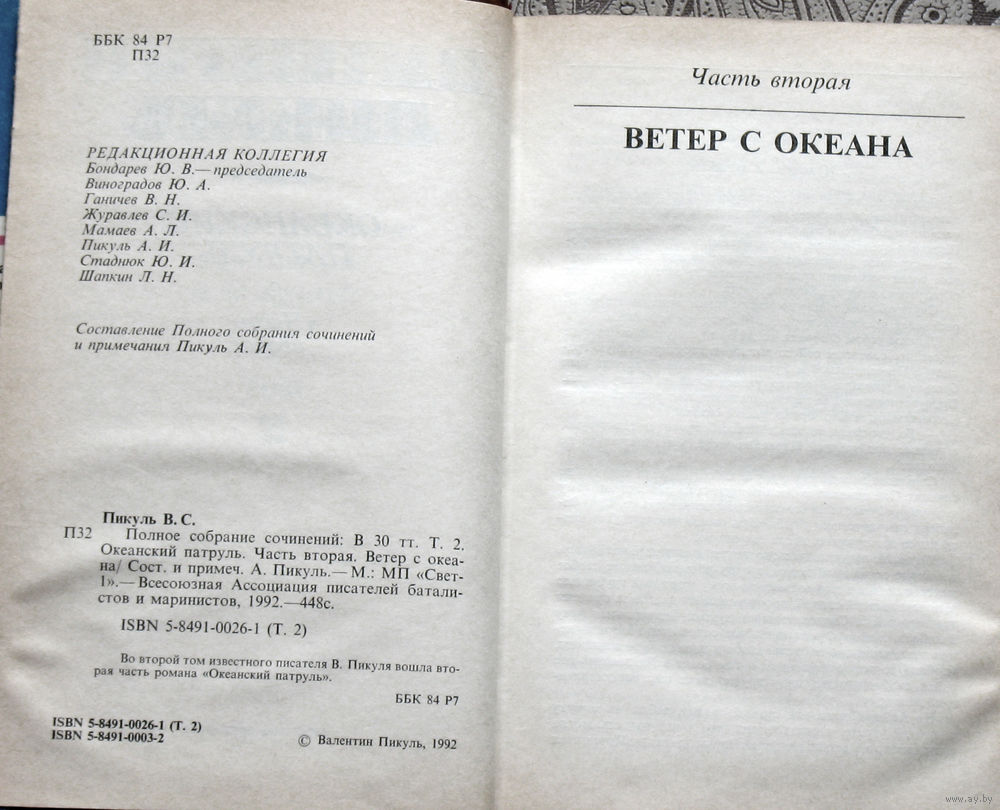 ББК 84 Р7
П32
РЕДАКЦИОННАЯ КОЛЛЕГИЯ
Бондарев Ю. В.—председатель
Виноградов Ю. А.
Ганичев В. Н.
Журавлев С. И.
Мамаев А. Л.
Пикуль А. И.
Стаднюк Ю. И.
Шапкин Л. Н.
Составление Полного собрания сочинений
и примечания Пикуль А. И.
Пикуль В. С.
П32 Полное собрание сочинений: В 30 тт. Т. 2.
Океанский патруль. Часть вторая. Ветер с океа-
на/ Сост. и примеч. А. Пикуль.— М.: МП «Свет-
1».— Всесоюзная Ассоциация писателей батали-
стов и маринистов, 1992.—448с.
ISBN 5-8491-0026-1 (Т. 2)
Во второй том известного писателя В. Пикуля вошла вто-
рая часть романа «Океанский патруль».
ББК 84 Р7
ISBN 5-8491-0026-1 (Т. 2)
ISBN 5-8491-0003-2
© Валентин Пикуль, 1992
Часть вторая
ВЕТЕР С ОКЕАНА
www.ay.by